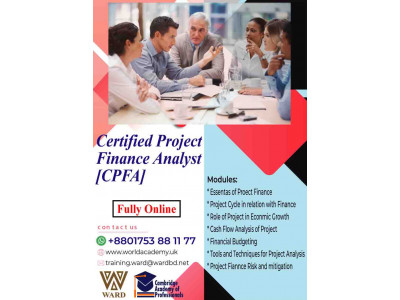 Certified Project
Finance Analyst
[CPFA]
Fully Online
contact us
+8801753 88 11 77
www.worldacademy.uk
training.ward@wardbd.net
WARD
Cambridge
Academy of
Professionals
Modules:
* Essentas of Proect Finance
* Project Cycle in relation with Finance
* Role of Project in Econmric Growth
* Cash Flow Analysis of Project
* Financial Budgeting
* Tools and Techniques for Project Analysis
* Project Fiannce Risk and mitigation